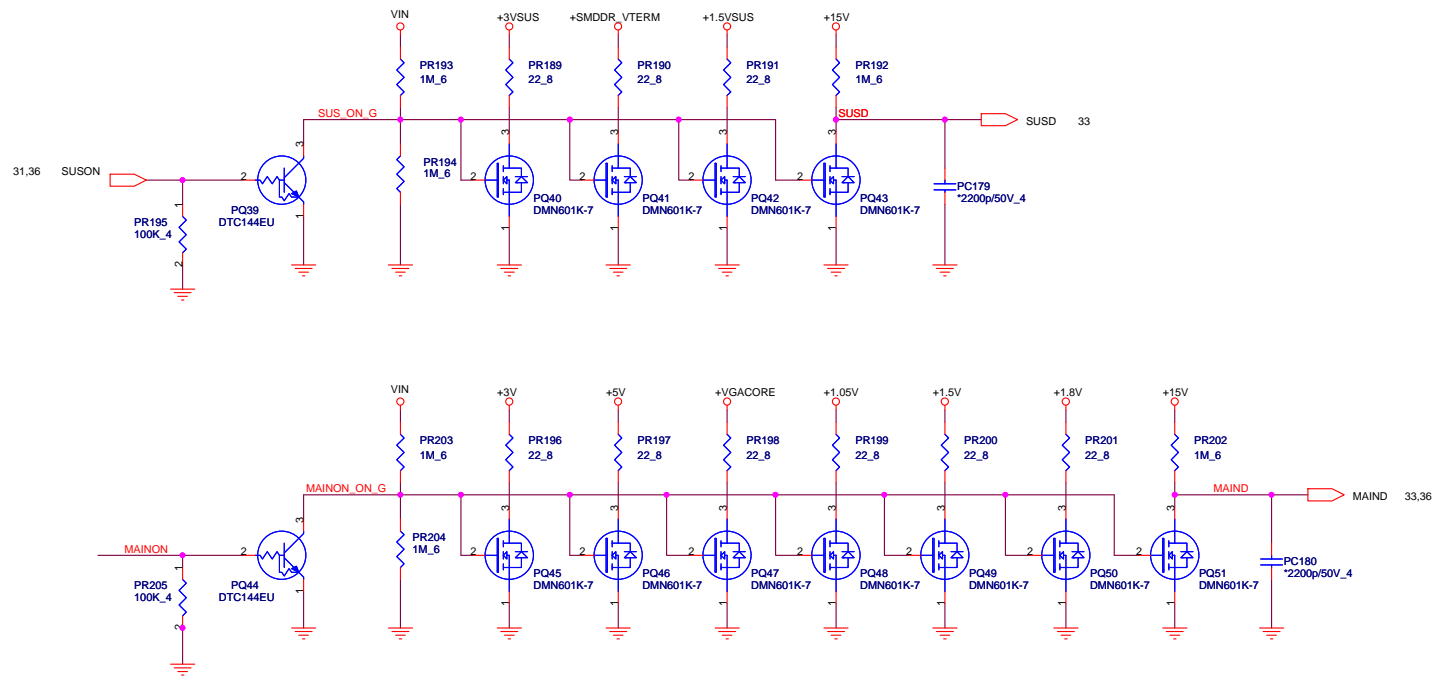 VIN +3VSUS +SMDDR_VTERM +1.5VSUS +15V
PR193 PR189 PR190 PR191 PR192
1M_6 22_8 22_8 22_8 1M_6
SUS_ON_G SUSD
SUSD 33
3 3 3 3 3
31,36 SUSON 2 2 2 2 2
PR194
1M_6
1 PQ39 PQ40 PQ41 PQ42 PQ43 PC179
PR195 DTC144EU DMN601K-7 DMN601K-7 DMN601K-7 DMN601K-7 *2200p/50V_4
100K_4
2 1 1 1 1 1
VIN +3V +5V +VGACORE +1.05V +1.5V +1.8V +15V
PR203 PR196 PR197 PR198 PR199 PR200 PR201 PR202
1M_6 22_8 22_8 22_8 22_8 22_8 22_8 1M_6
MAINON_ON_G MAIND
MAIND 33,36
3 3 3 3 3 3 3 3
PR204
1M_6
MAINON 2 2 2 2 2 2 2 2
1 PQ44 PQ45 PQ46 PQ47 PQ48 PQ49 PQ50 PQ51 PC180
PR205 DTC144EU DMN601K-7 DMN601K-7 DMN601K-7 DMN601K-7 DMN601K-7 DMN601K-7 DMN601K-7 *2200p/50V_4
100K_4
2 1 1 1 1 1 1 1 1